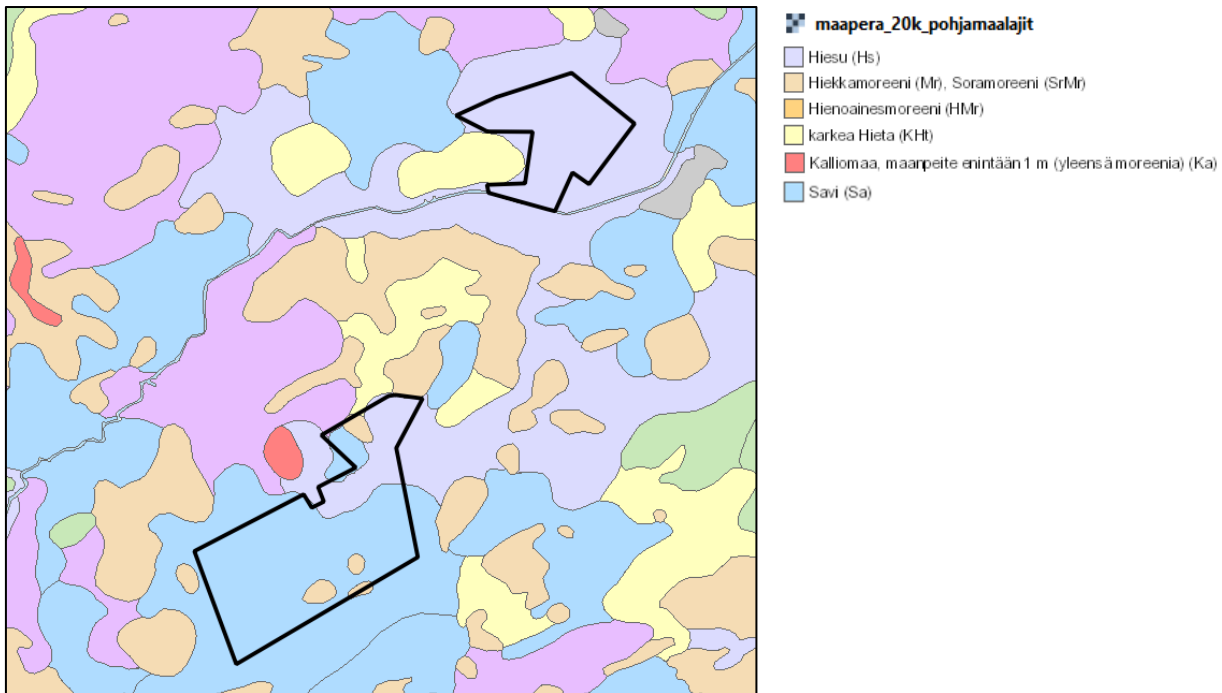 maapera_20k_pohjamaalajit
Hiesu (Hs)
Hiekkamoreeni (Mr), Soramoreeni (SrMr)
Hienoainesmoreeni (HMr)
karkea Hieta (KHt)
Kalliomaa, maanpeite enintään 1 m (yleensä moreenia) (Ka)
Savi (Sa)